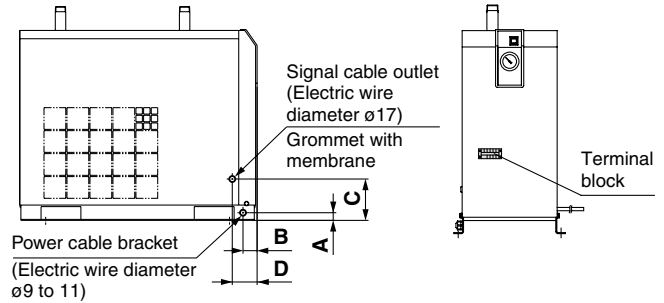 Signal cable outlet
(Electric wire
diameter ø17)
Grommet with
membrane
Terminal
block
C
A
B
D
Power cable bracket
(Electric wire diameter
ø9 to 11)